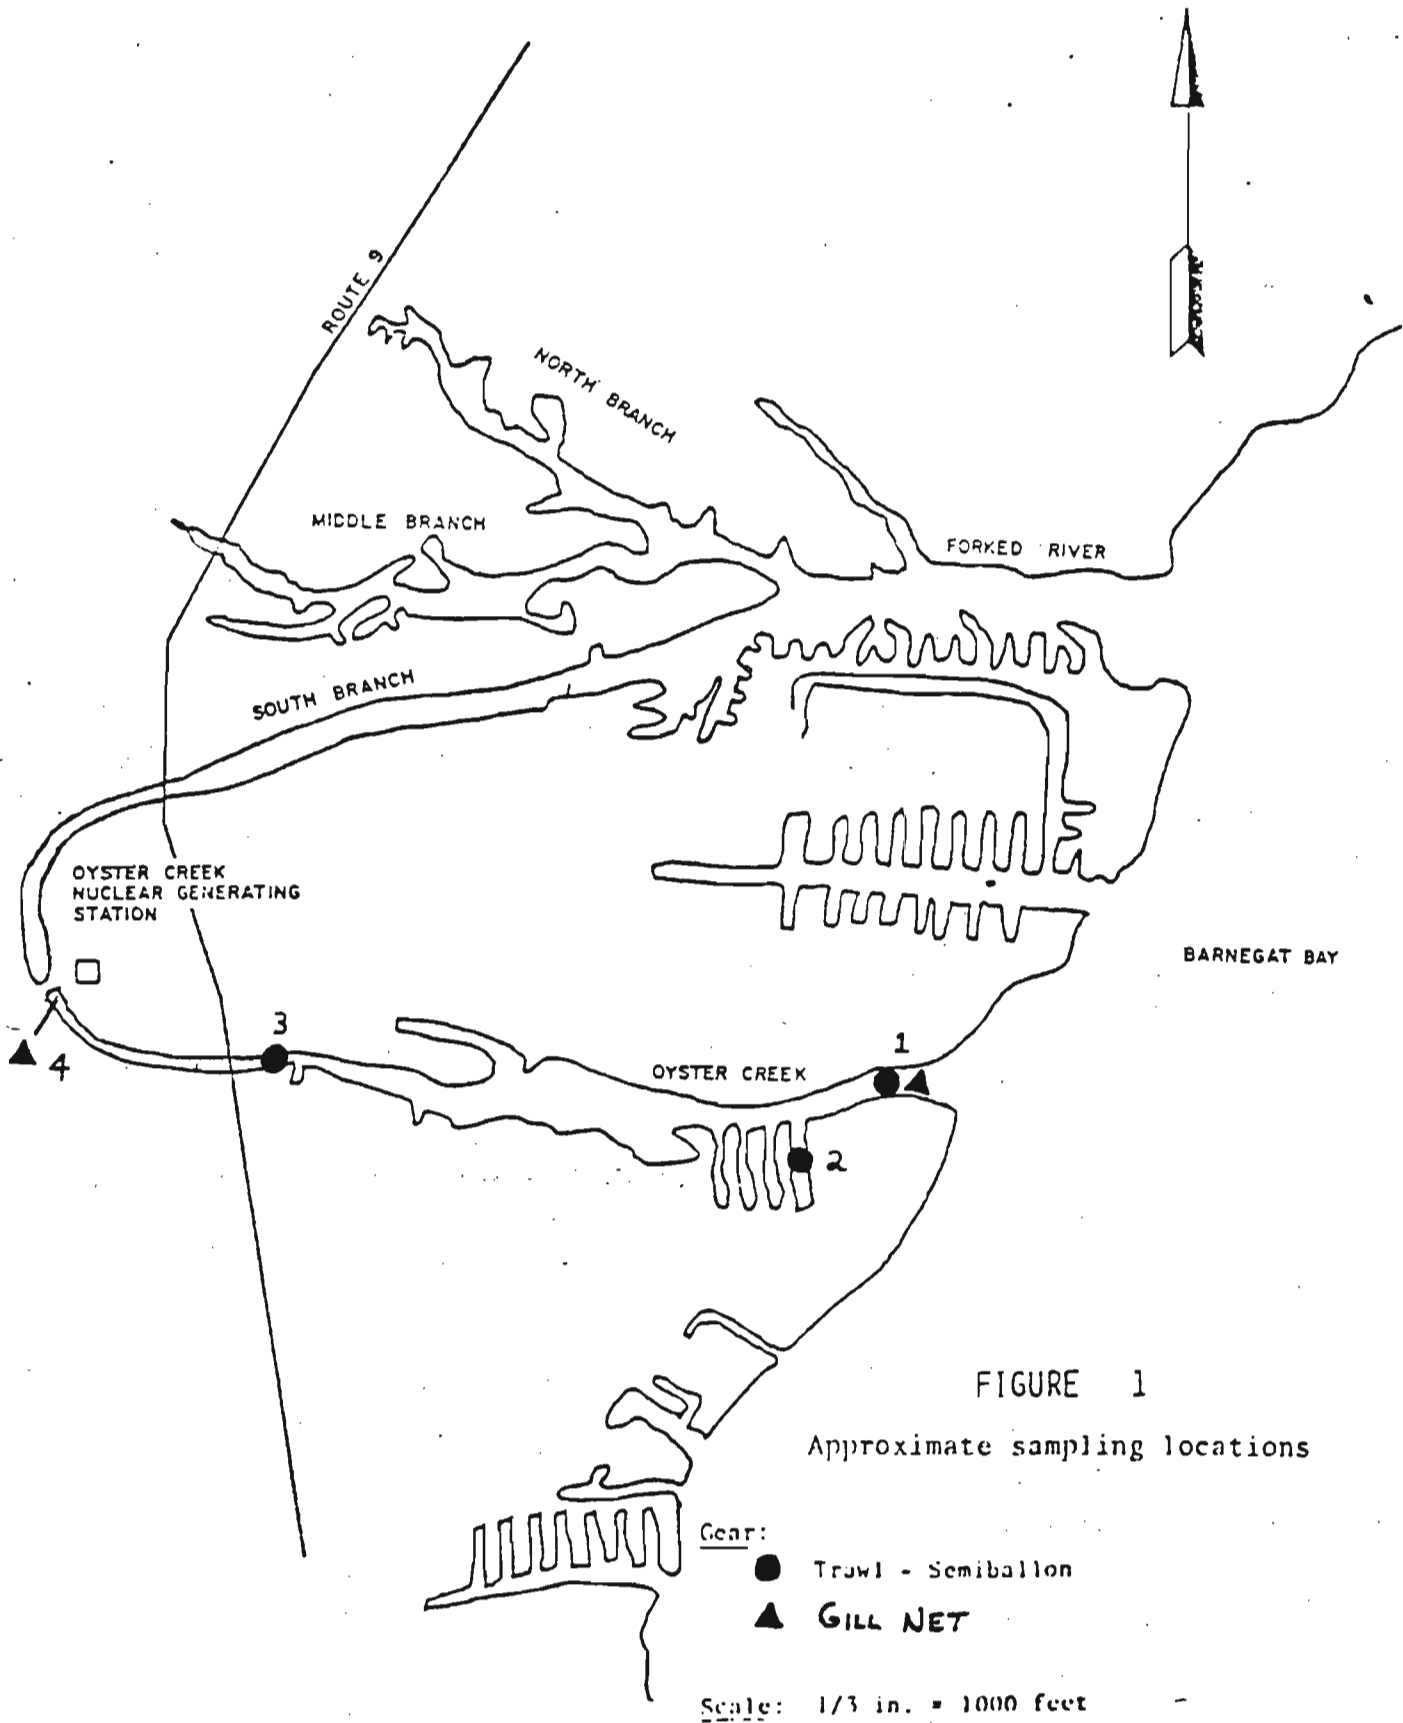 ROUTE 9
NORTH BRANCH
MIDDLE BRANCH
FORKED RIVER
SOUTH BRANCH
OYSTER CREEK
NUCLEAR GENERATING
STATION
BARNEGAT BAY
3
1
4
OYSTER CREEK
2
FIGURE 1
Approximate sampling locations
Gear:
Trawl - Semiballon
GILL NET
Scale: 1/3 in. = 1000 feet